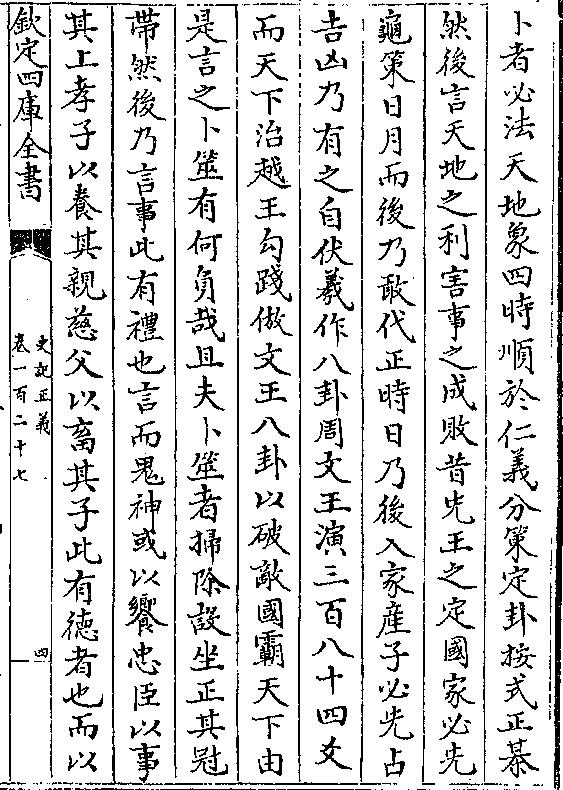 卜者必法天地象四時順於仁義分策定卦按式正棊
然後言天地之利害事之成敗昔先王之定國家必先
龜策日月而後乃敢代正時日乃後入家產子必先占
吉凶乃有之自伏羲作八卦周文王演三百八十四爻
而天下治越王勾踐倣文王八卦以破敵國霸天下由
是言之卜筮有何負哉且夫卜筮者掃除設坐正其冠
帶然後乃言事此有禮也言而鬼神或以饗忠臣以事
其上孝子以養其親慈父以畜其子此有德者也而以
欽定四庫全書
史記正義
卷一百二十七
四